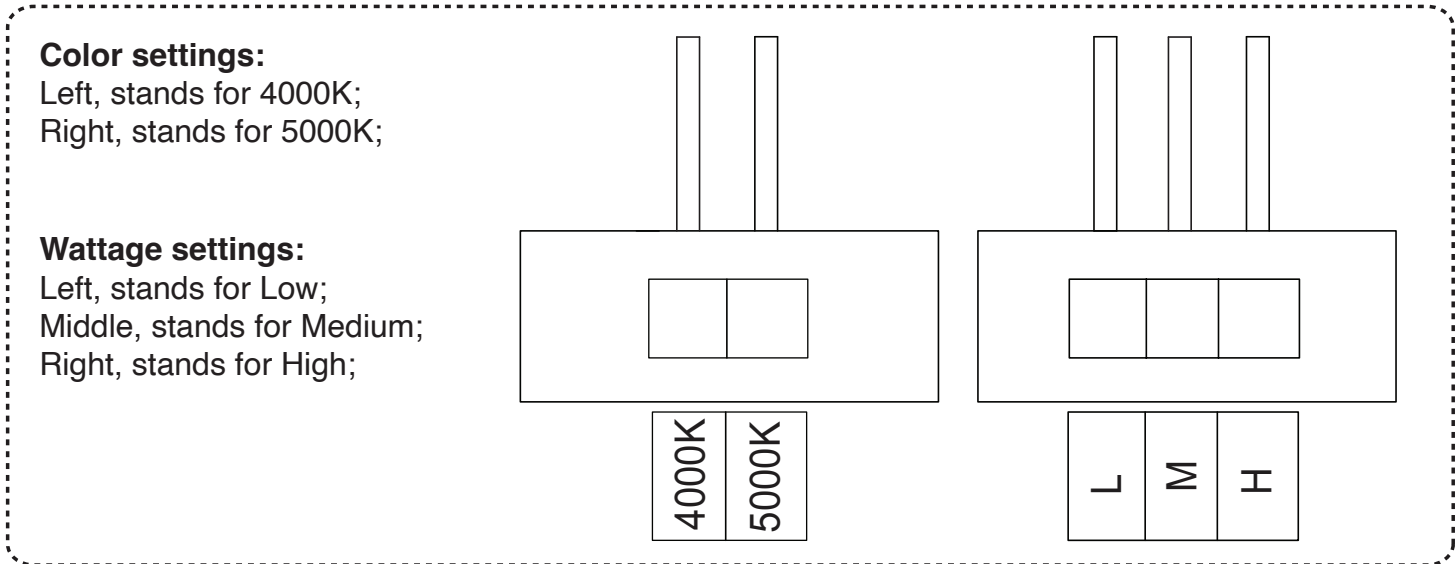 Color settings:
Left, stands for 4000K;
Right, stands for 5000K;
Wattage settings:
Left, stands for Low;
Middle, stands for Medium;
Right, stands for High;
4000K
5000K
L
M
H